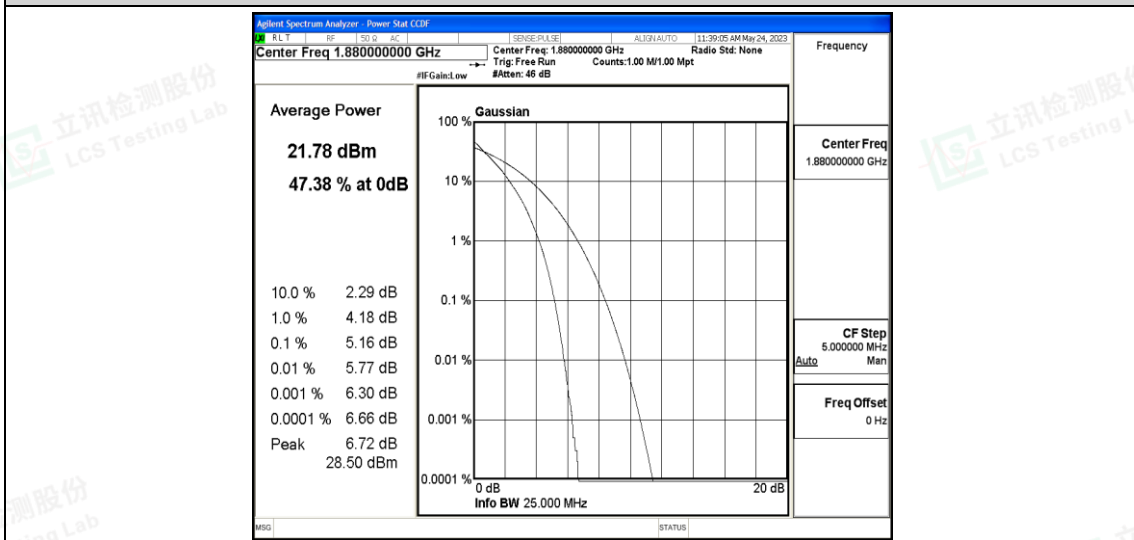 Agilent Spectrum Analyzer - Power Stat CCDF
R L T RF 50 Ω AC SENSE:PULSE ALIGN AUTO 11:39:05 AM May 24, 2023
Center Freq 1.880000000 GHz
Center Freq: 1.880000000 GHz Radio Std: None
Trig: Free Run Counts:1.00 M/1.00 Mpt
#IFGain:Low #Atten: 46 dB
Frequency
Average Power
21.78 dBm
47.38 % at 0dB
10.0 % 2.29 dB
1.0 % 4.18 dB
0.1 % 5.16 dB
0.01 % 5.77 dB
0.001 % 6.30 dB
0.0001 % 6.66 dB
Peak 6.72 dB
28.50 dBm
Gaussian
100 %
10 %
1 %
0.1 %
0.01 %
0.001 %
0.0001 %
0 dB 20 dB
Info BW 25.000 MHz
Center Freq
1.880000000 GHz
CF Step
5.000000 MHz
Auto Man
Freq Offset
0 Hz
MSG STATUS
立讯检测股份
LCS Testing Lab
立讯检测股份
LCS Testing L
测股份
ing Lab